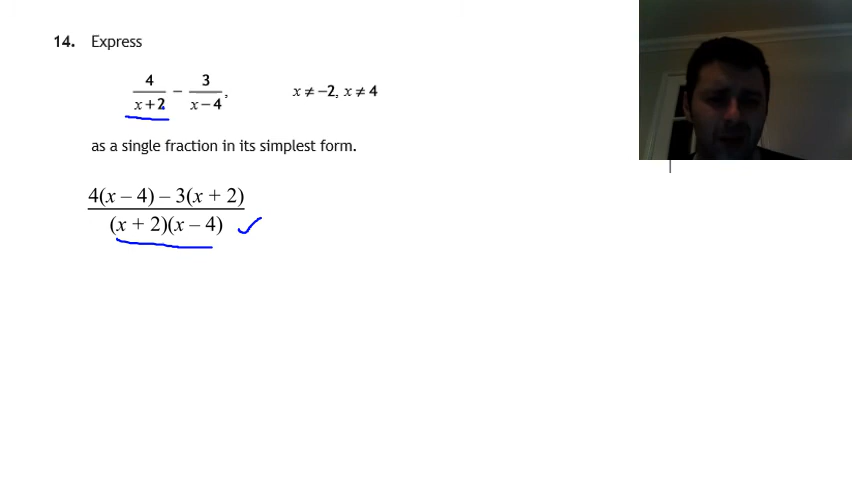 14. Express
4/(x+2) − 3/(x−4), x ≠ −2, x ≠ 4
as a single fraction in its simplest form.
4(x – 4) – 3(x + 2)
(x + 2)(x – 4)